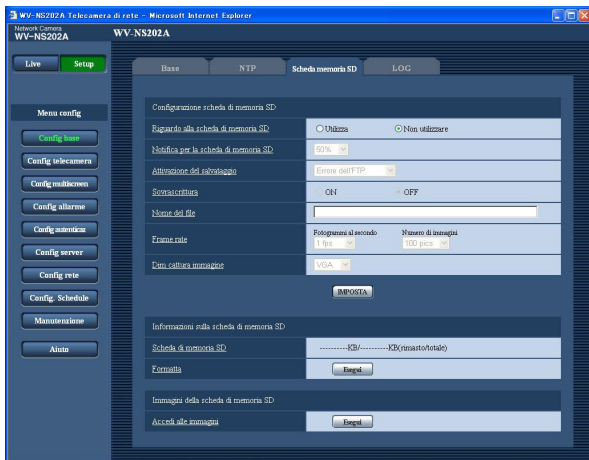 WV-NS202A Telecamera di rete - Microsoft Internet Explorer
Network Camera
WV-NS202A
WV-NS202A
Live
Setup
Base
NTP
Scheda memoria SD
LOG
Menu config
Config base
Config telecamera
Config multiscreen
Config allarme
Config autenticaz
Config server
Config rete
Config. Schedule
Manutenzione
Aiuto
Configurazione scheda di memoria SD
Riguardo alla scheda di memoria SD
Utilizza
Non utilizzare
Notifica per la scheda di memoria SD
50%
Attivazione del salvataggio
Errore dell'FTP
Sovrascrittura
ON
OFF
Nome del file
Frame rate
Fotogrammi al secondo
Numero di immagini
1 fps
100 pics
Dim cattura immagine
VGA
IMPOSTA
Informazioni sulla scheda di memoria SD
Scheda di memoria SD
----------KB/----------KB(rimasto/totale)
Formatta
Esegui
Immagini della scheda di memoria SD
Accedi alle immagini
Esegui